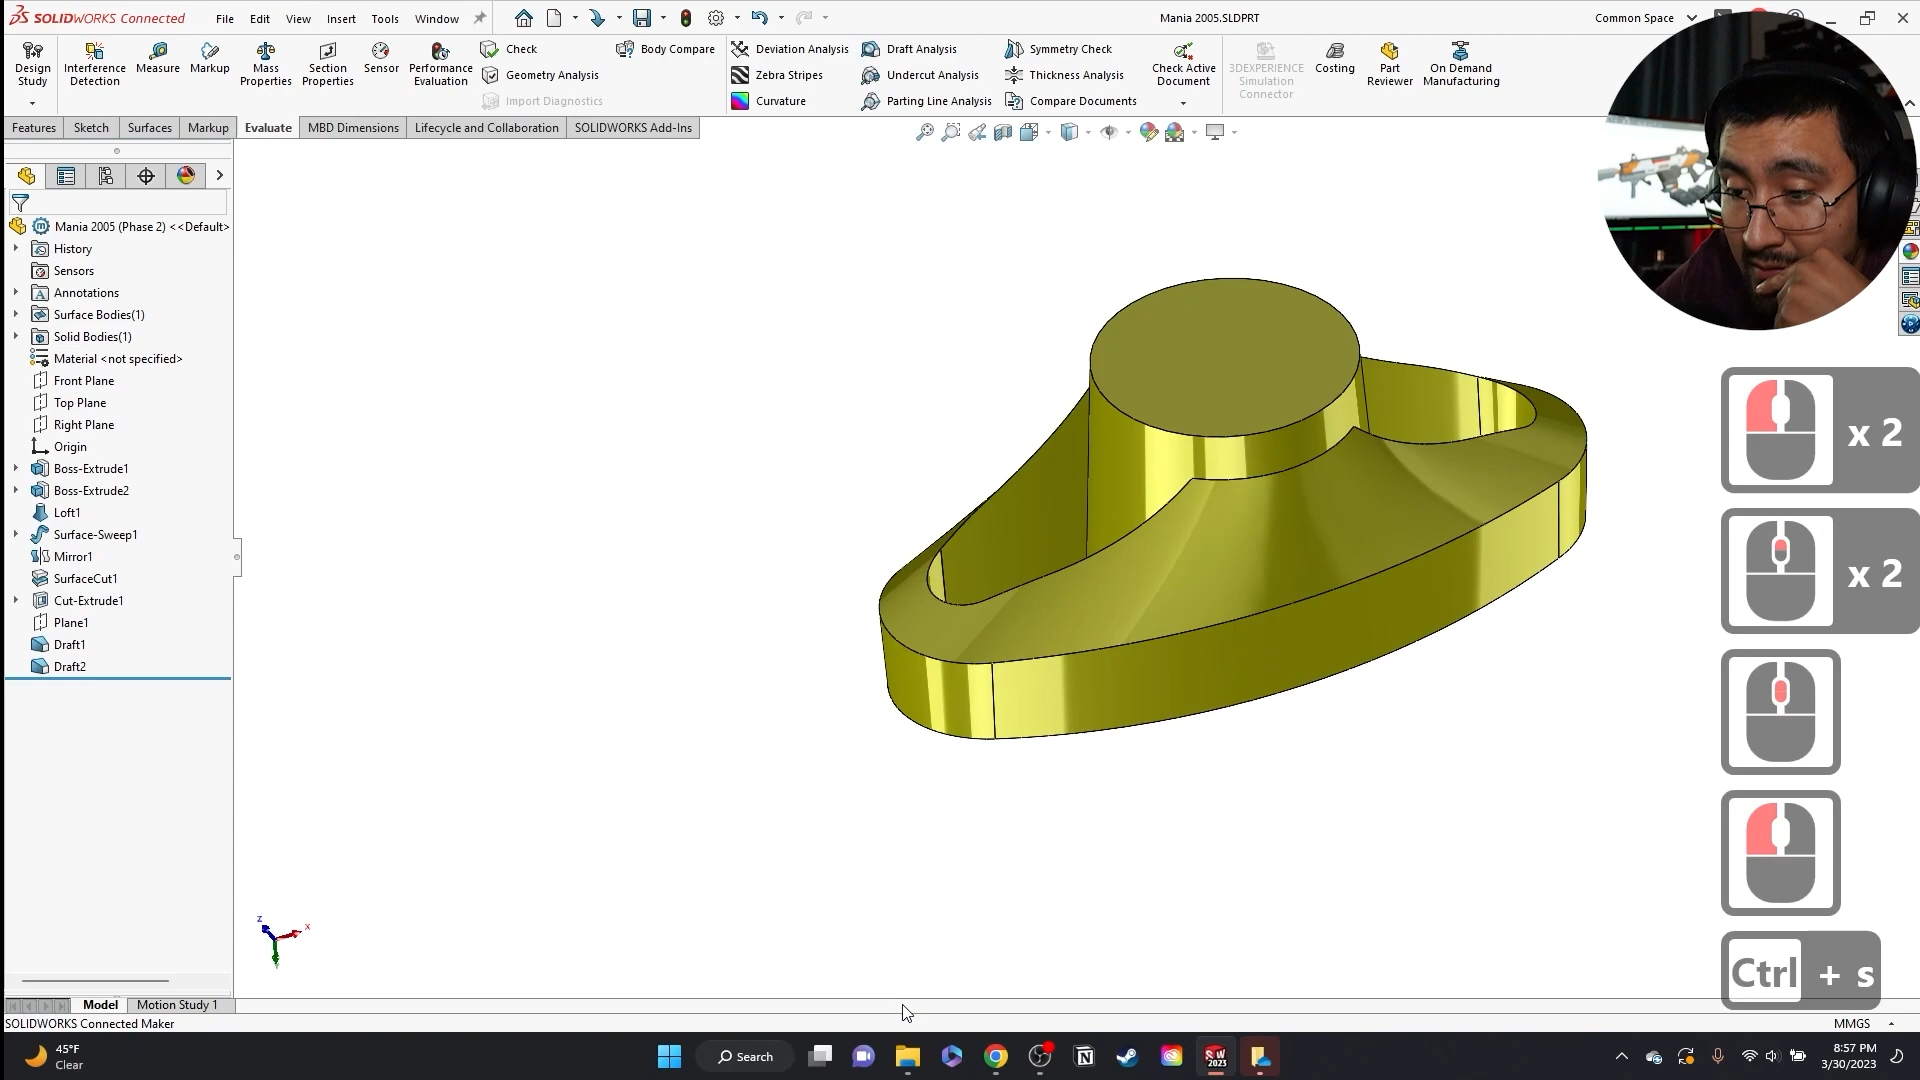 SOLIDWORKS Connected
File Edit View Insert Tools Window
Mania 2005.SLDPRT
Common Space
Design Study
Interference Detection
Measure
Markup
Mass Properties
Section Properties
Sensor
Performance Evaluation
Check
Geometry Analysis
Import Diagnostics
Body Compare
Deviation Analysis
Zebra Stripes
Curvature
Draft Analysis
Undercut Analysis
Parting Line Analysis
Symmetry Check
Thickness Analysis
Compare Documents
Check Active Document
3DEXPERIENCE Simulation Connector
Costing
Part Reviewer
On Demand Manufacturing
Features Sketch Surfaces Markup Evaluate MBD Dimensions Lifecycle and Collaboration SOLIDWORKS Add-Ins
Mania 2005 (Phase 2) <<Default>
History
Sensors
Annotations
Surface Bodies(1)
Solid Bodies(1)
Material <not specified>
Front Plane
Top Plane
Right Plane
Origin
Boss-Extrude1
Boss-Extrude2
Loft1
Surface-Sweep1
Mirror1
SurfaceCut1
Cut-Extrude1
Plane1
Draft1
Draft2
x 2
x 2
Ctrl + s
z
x
Model Motion Study 1
SOLIDWORKS Connected Maker
MMGS
45°F
Clear
Search
SW
2023
8:57 PM
3/30/2023